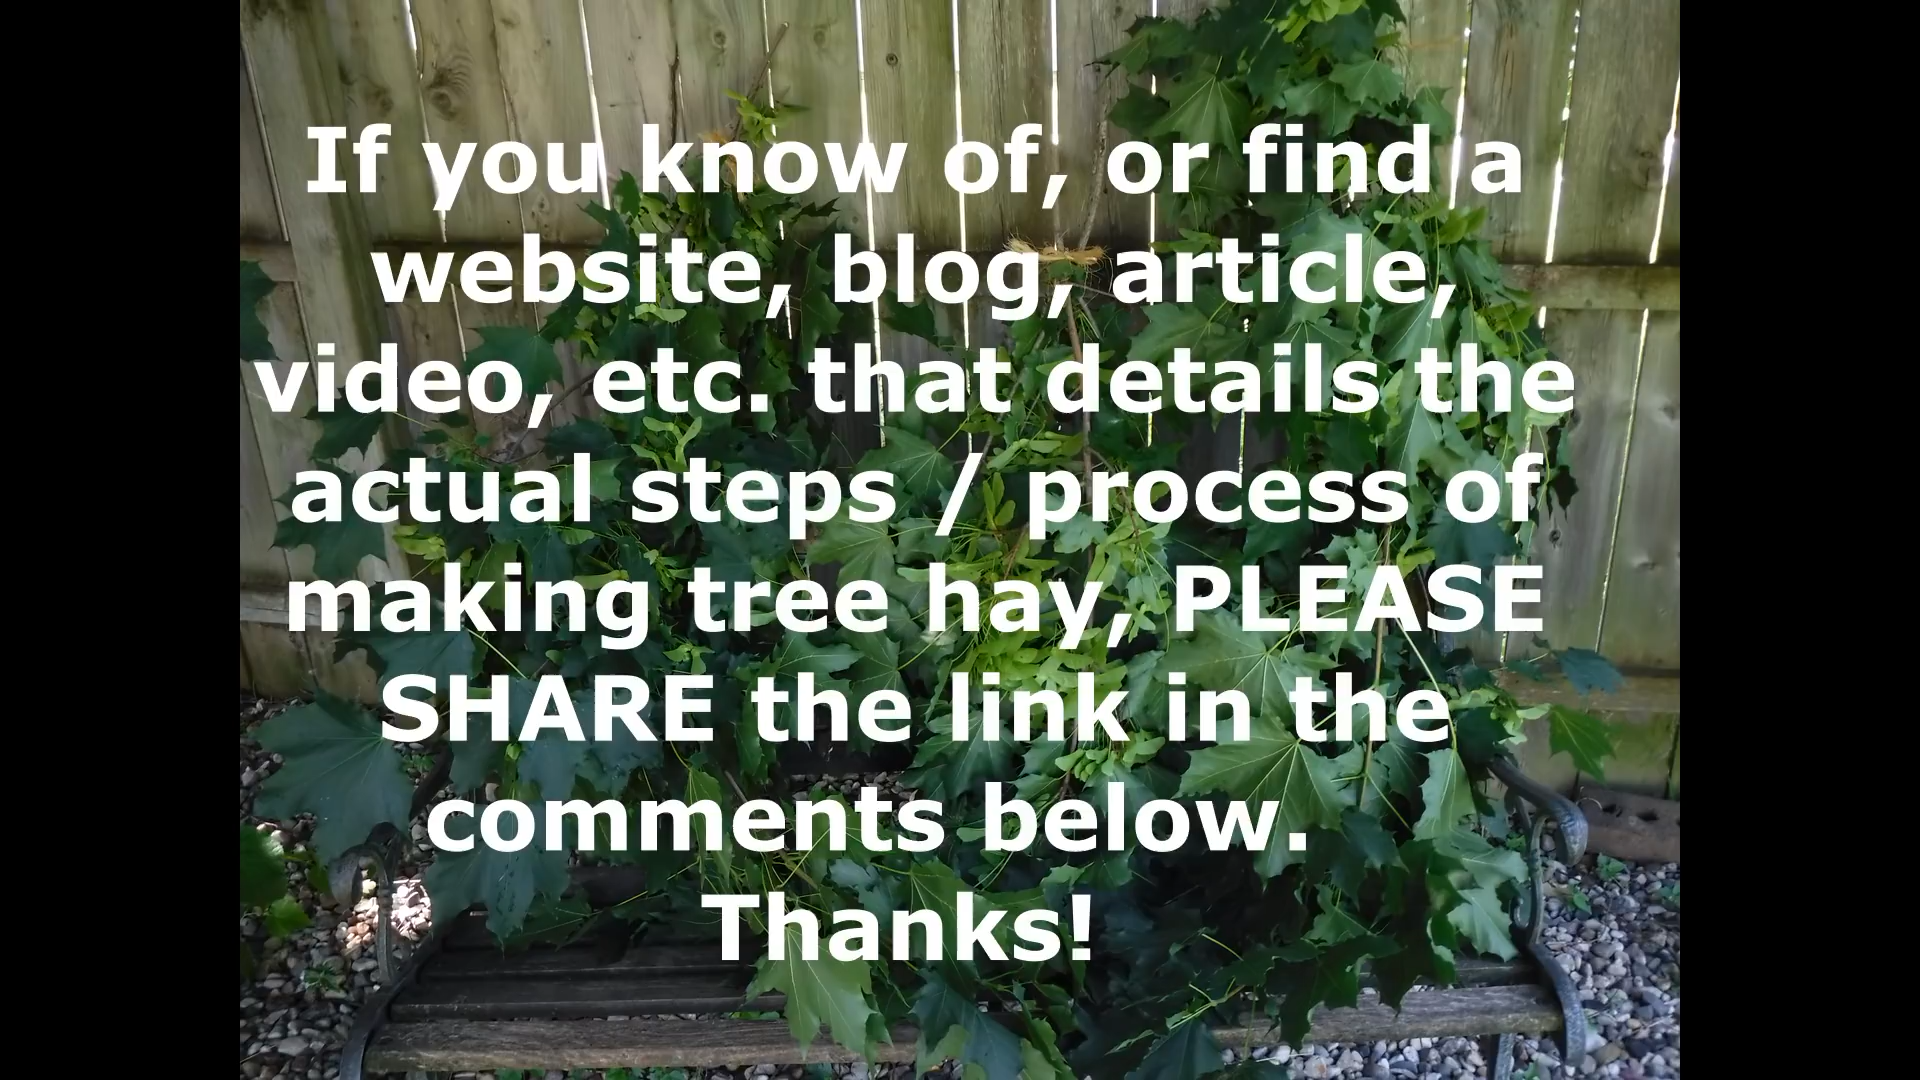 If you know of, or find a
website, blog, article,
video, etc. that details the
actual steps / process of
making tree hay, PLEASE
SHARE the link in the
comments below.
Thanks!